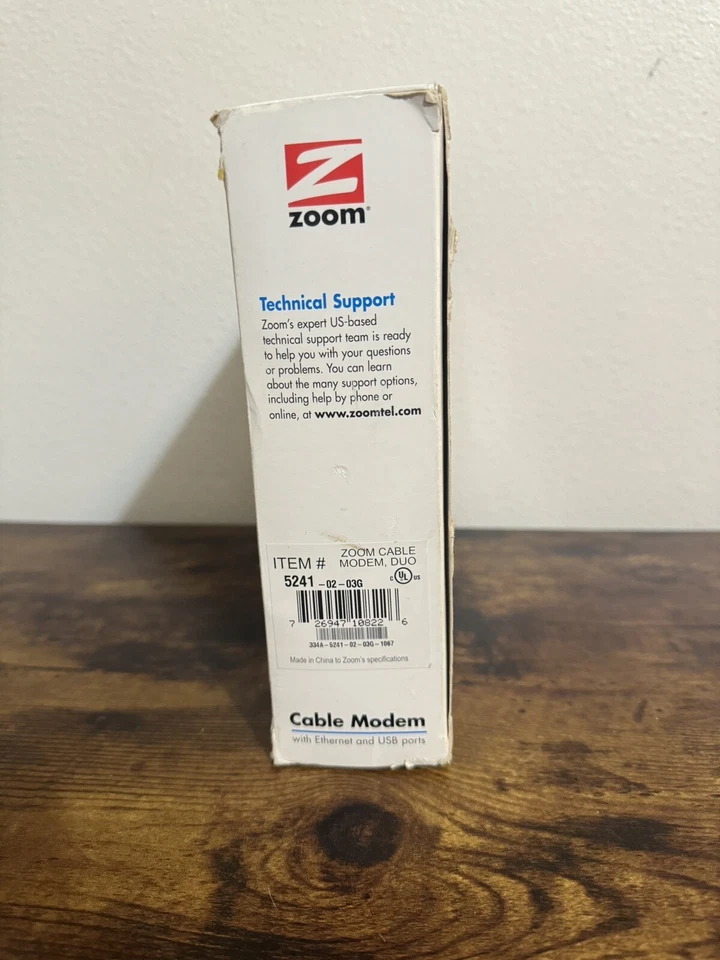 Z
zoom®
Technical Support
Zoom's expert US-based
technical support team is ready
to help you with your questions
or problems. You can learn
about the many support options,
including help by phone or
online, at www.zoomtel.com
ITEM # ZOOM CABLE
MODEM, DUO
5241 -02-03G
C UL US
7 26947 10822 6
334A-5241-02-03G-1067
Made in China to Zoom's specifications
Cable Modem
with Ethernet and USB ports